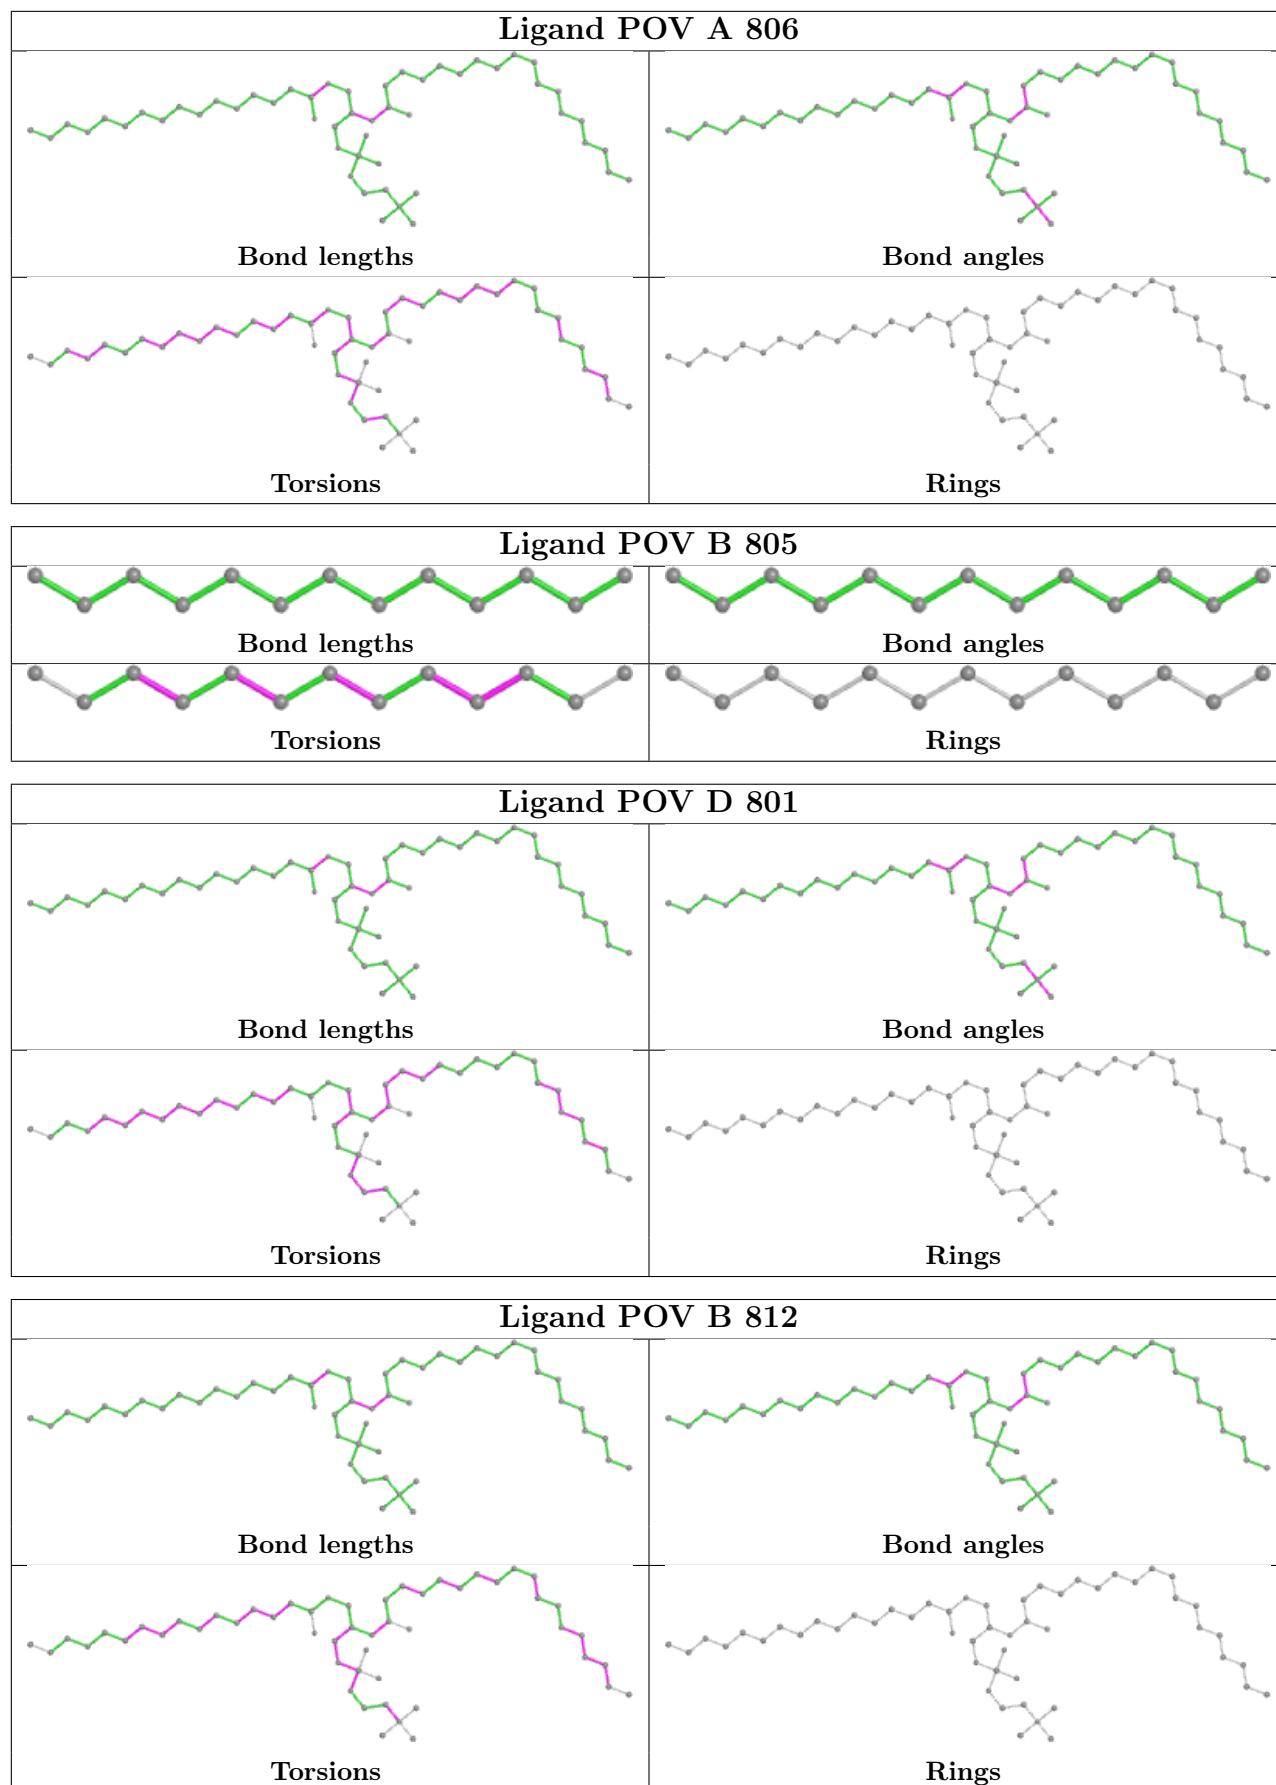 Ligand POV A 806
Bond lengths
Bond angles
Torsions
Rings
Ligand POV B 805
Bond lengths
Bond angles
Torsions
Rings
Ligand POV D 801
Bond lengths
Bond angles
Torsions
Rings
Ligand POV B 812
Bond lengths
Bond angles
Torsions
Rings